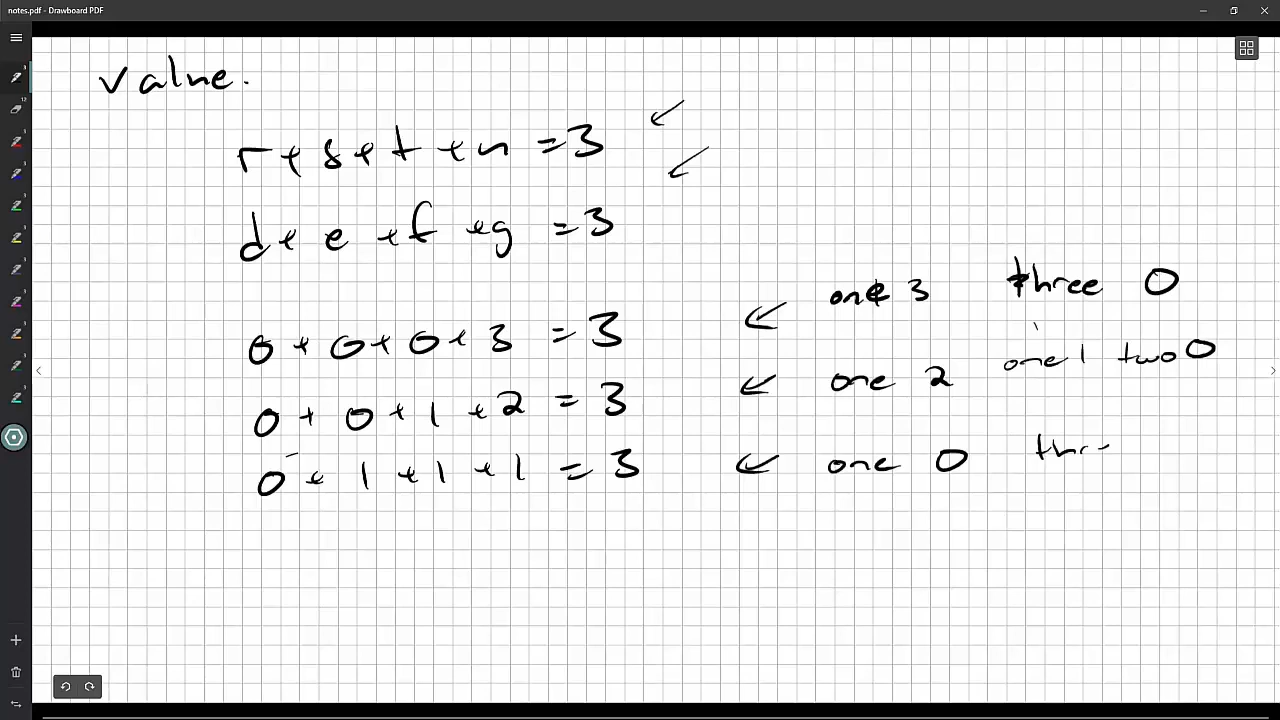 notes.pdf - Drawboard PDF
value.
r + s + t + n = 3
d + e + f + g = 3
0 + 0 + 0 + 3 = 3 one 3 three 0
0 + 0 + 1 + 2 = 3 one 2 one 1 two 0
0 + 1 + 1 + 1 = 3 one 0 thr